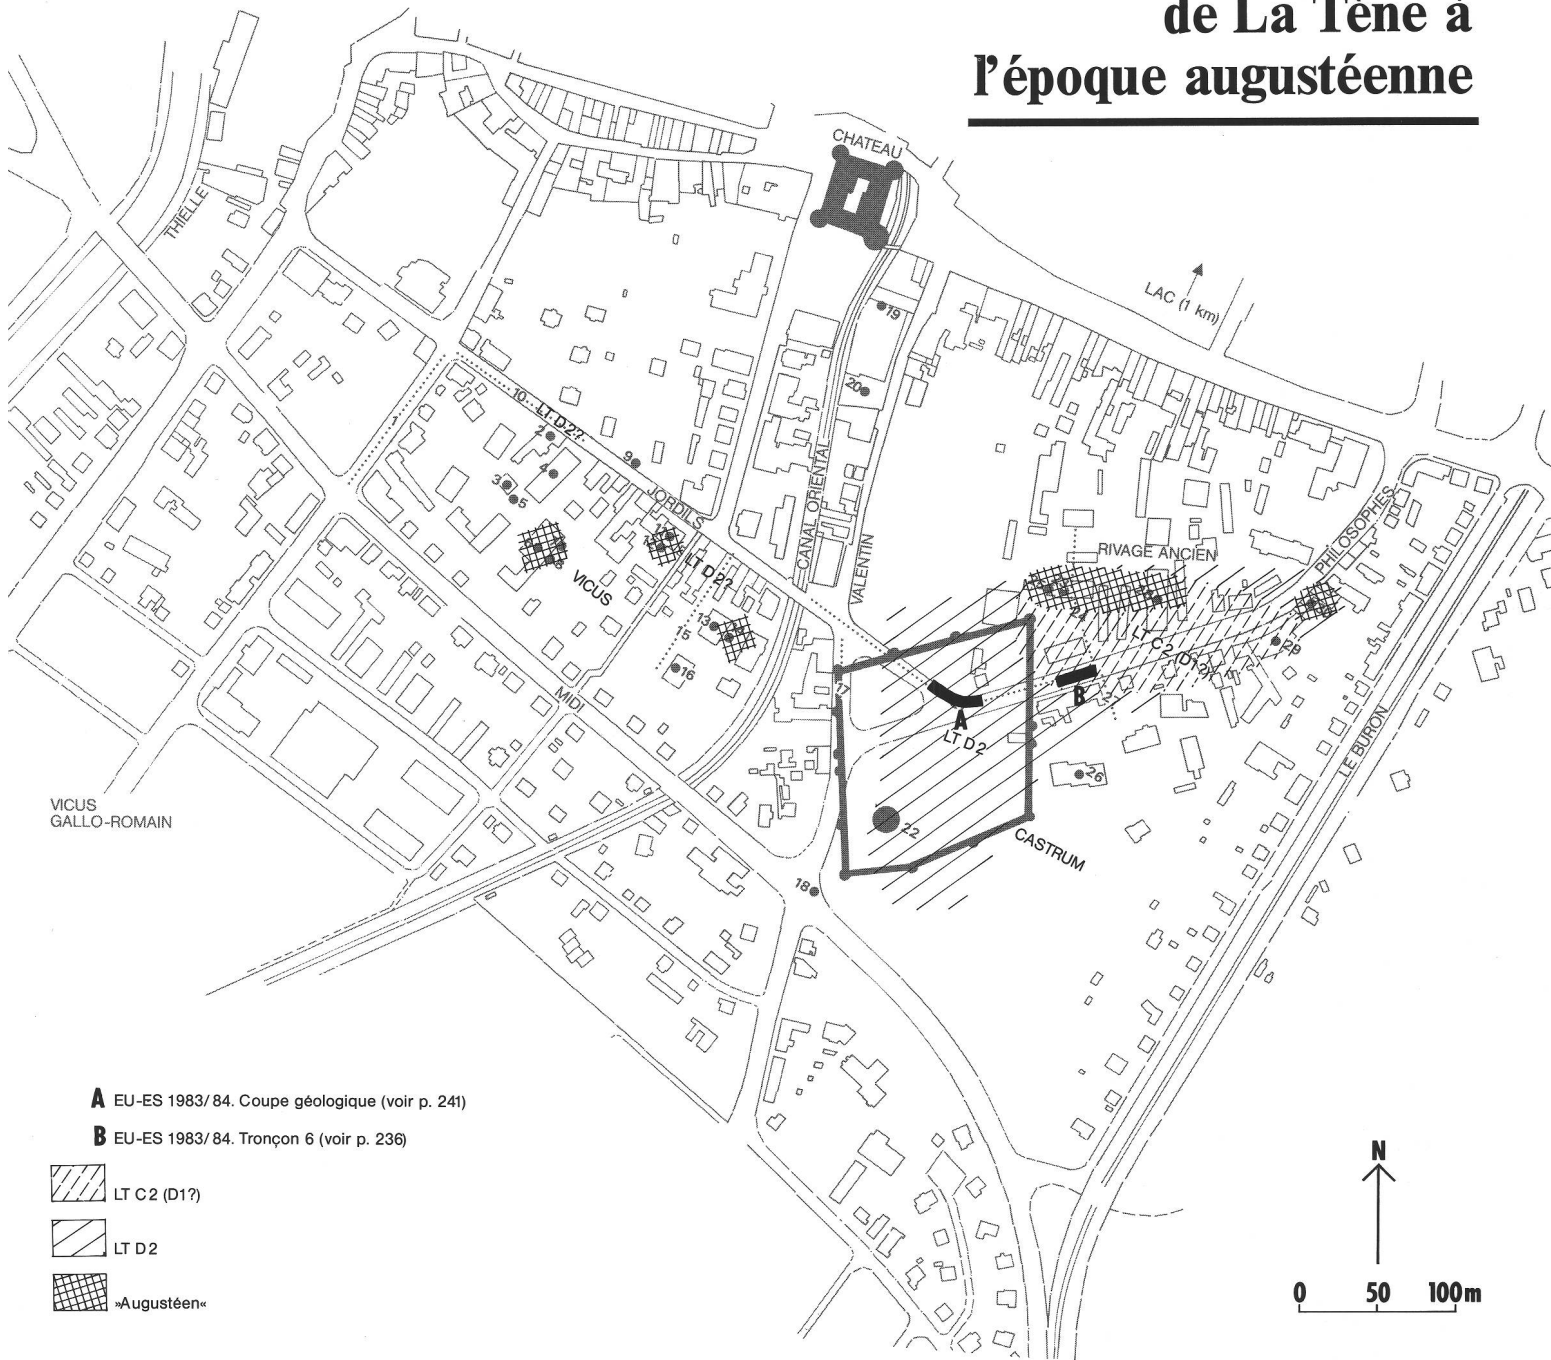 de La Tène à
l'époque augustéenne
CHATEAU
THIELLE
LAC (1 km)
19
20
1
10
LT D2?
2
9
4
3
5
JORDILS
CANAL ORIENTAL
VALENTIN
RIVAGE ANCIEN
PHILOSOPHES
11
LT D2?
VICUS
13
15
16
17
LT C2 (D1?)
29
MIDI
A
LT D2
B
26
LE BURON
22
CASTRUM
18
VICUS
GALLO-ROMAIN
A EU-ES 1983/84. Coupe géologique (voir p. 241)
B EU-ES 1983/84. Tronçon 6 (voir p. 236)
LT C2 (D1?)
LT D2
»Augustéen«
N
0 50 100m